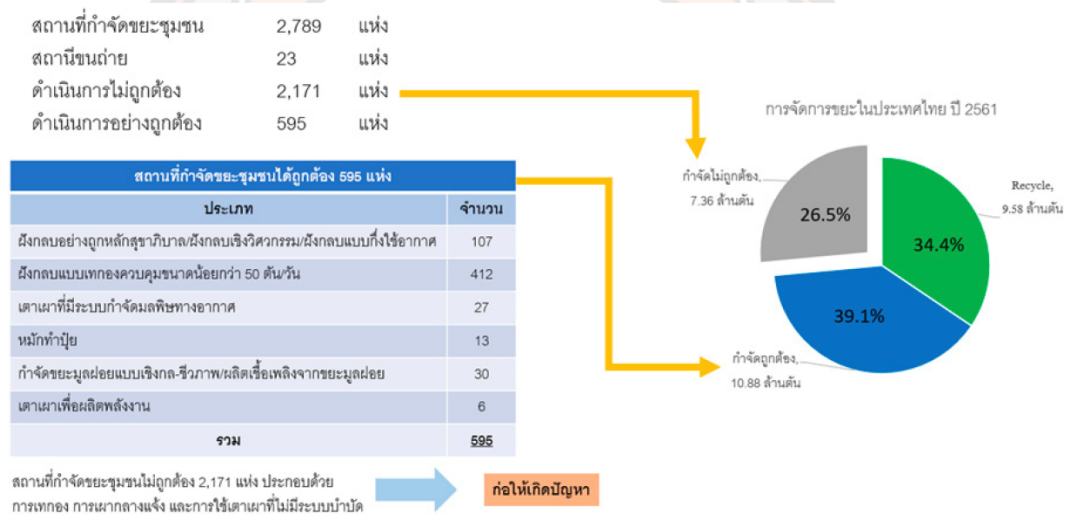 สถานที่กำจัดขยะชุมชน 2,789 แห่ง
สถานีขนถ่าย 23 แห่ง
ดำเนินการไม่ถูกต้อง 2,171 แห่ง
ดำเนินการอย่างถูกต้อง 595 แห่ง
สถานที่กำจัดขยะชุมชนได้ถูกต้อง 595 แห่ง
ประเภท จำนวน
ฝังกลบอย่างถูกหลักสุขาภิบาล/ฝังกลบเชิงวิศวกรรม/ฝังกลบแบบกึ่งใช้อากาศ 107
ฝังกลบแบบเทกองควบคุมขนาดน้อยกว่า 50 ตัน/วัน 412
เตาเผาที่มีระบบกำจัดมลพิษทางอากาศ 27
หมักทำปุ๋ย 13
กำจัดขยะมูลฝอยแบบเชิงกล-ชีวภาพ/ผลิตเชื้อเพลิงจากขยะมูลฝอย 30
เตาเผาเพื่อผลิตพลังงาน 6
รวม 595
สถานที่กำจัดขยะชุมชนไม่ถูกต้อง 2,171 แห่ง ประกอบด้วย
การเทกอง การเผากลางแจ้ง และการใช้เตาเผาที่ไม่มีระบบบำบัด
ก่อให้เกิดปัญหา
การจัดการขยะในประเทศไทย ปี 2561
กำจัดไม่ถูกต้อง,
7.36 ล้านตัน
26.5%
Recycle,
9.58 ล้านตัน
34.4%
39.1%
กำจัดถูกต้อง,
10.88 ล้านตัน